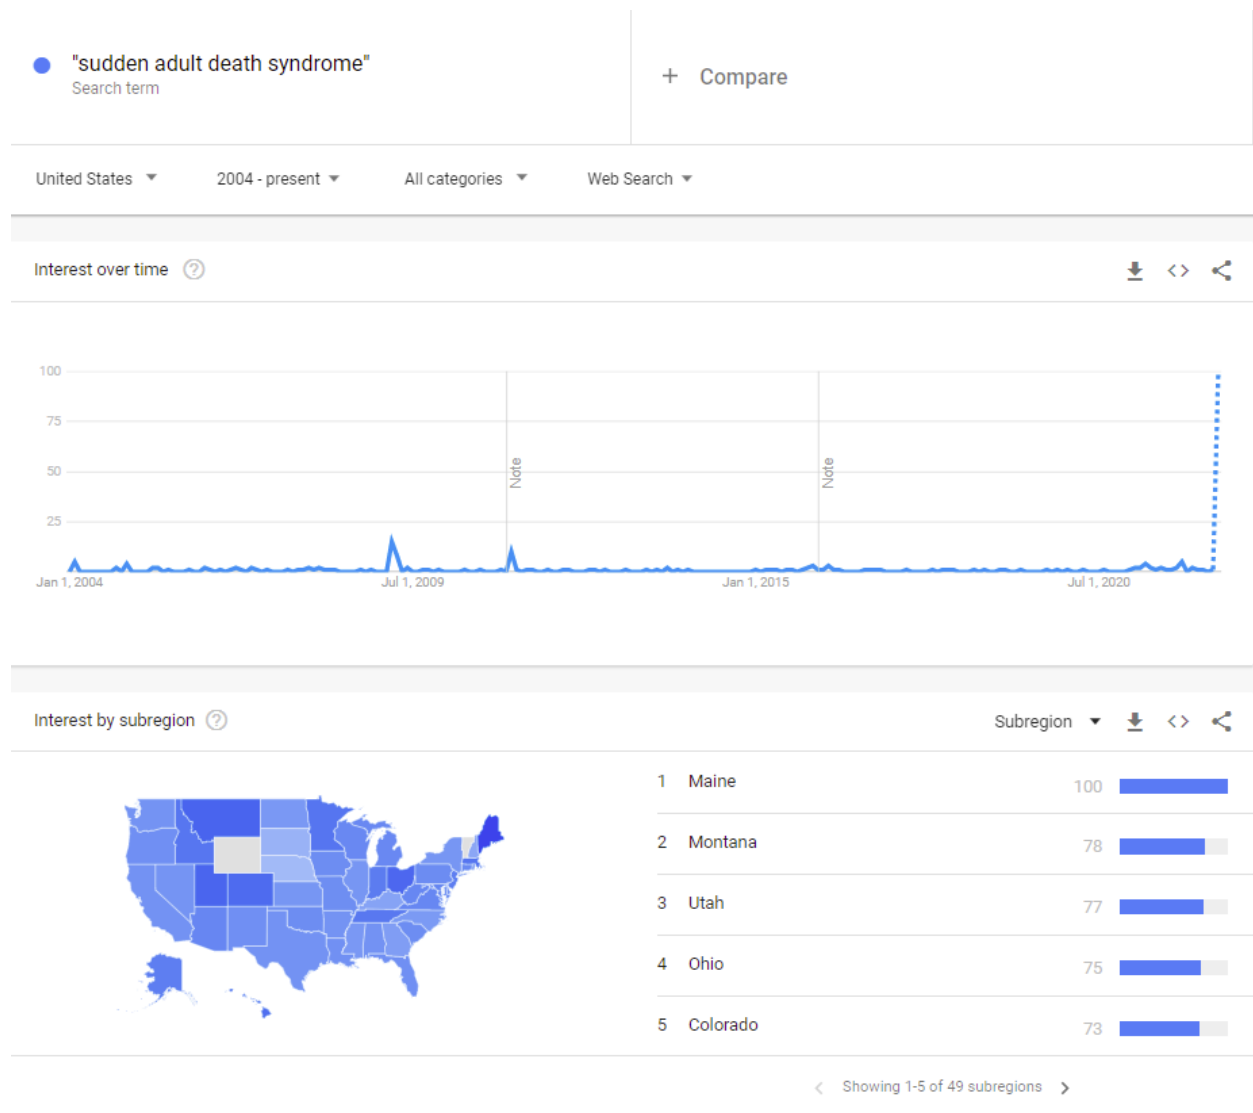 "sudden adult death syndrome"
Search term
+ Compare
United States
2004 - present
All categories
Web Search
Interest over time ?
100
75
50
25
Note
Note
Jan 1, 2004
Jul 1, 2009
Jan 1, 2015
Jul 1, 2020
Interest by subregion ?
Subregion
1 Maine 100
2 Montana 78
3 Utah 77
4 Ohio 75
5 Colorado 73
Showing 1-5 of 49 subregions